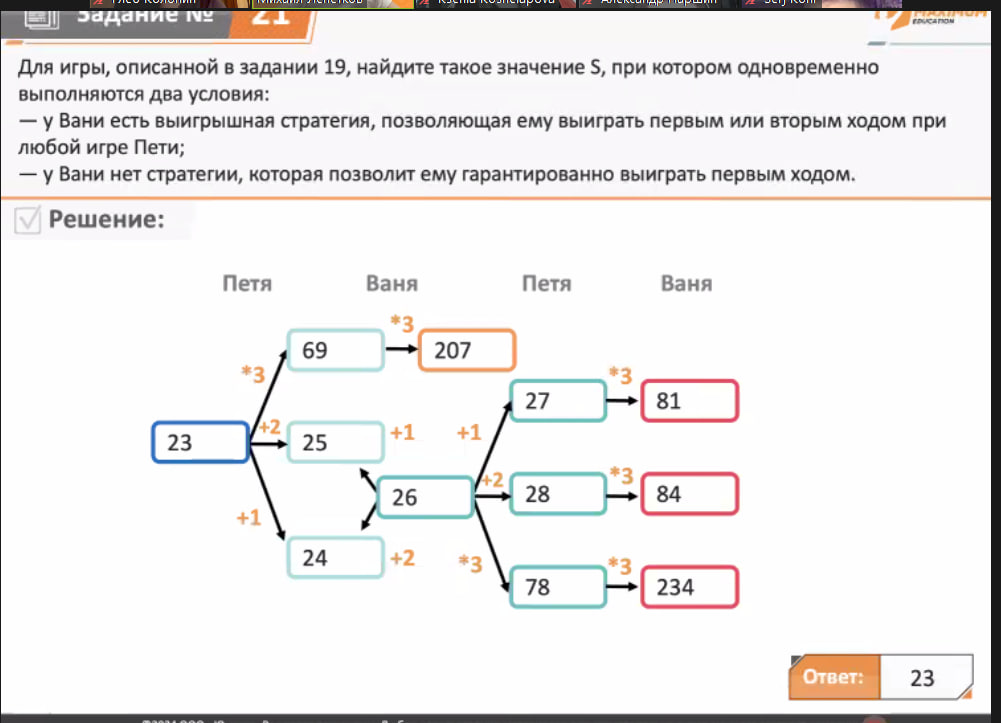 Задание № 21
EDUCATION
Для игры, описанной в задании 19, найдите такое значение S, при котором одновременно
выполняются два условия:
— у Вани есть выигрышная стратегия, позволяющая ему выиграть первым или вторым ходом при
любой игре Пети;
— у Вани нет стратегии, которая позволит ему гарантированно выиграть первым ходом.
Решение:
Петя Ваня Петя Ваня
*3
69 207
*3
*3
27 81
23 +2 25 +1 +1
*3
26 +2 28 84
+1
24 +2 *3 *3
78 234
Ответ: 23